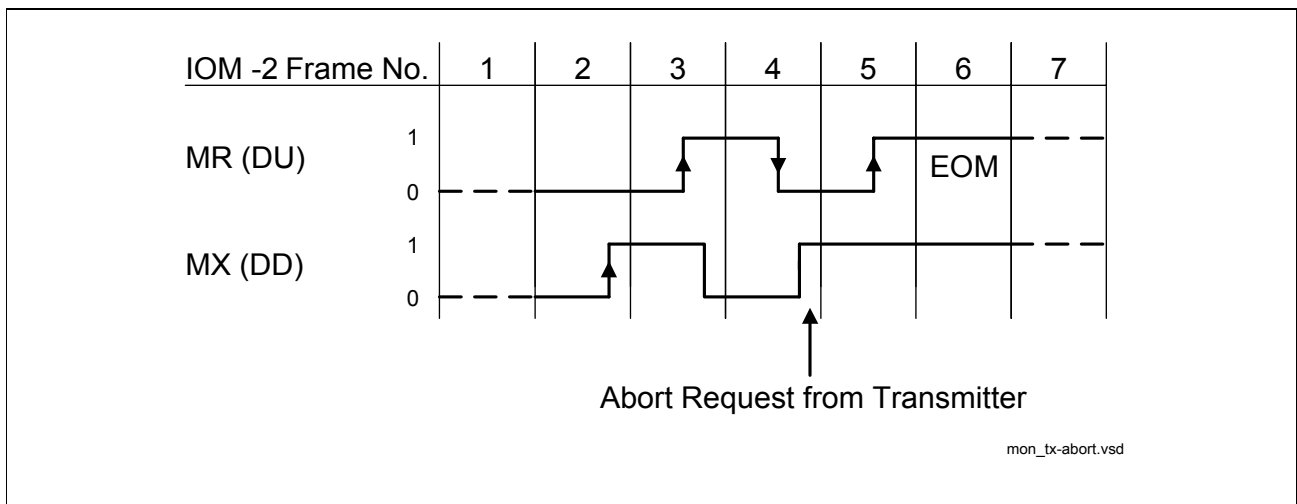 IOM -2 Frame No. 1 2 3 4 5 6 7
1
MR (DU)
EOM
0
1
MX (DD)
0
Abort Request from Transmitter
mon_tx-abort.vsd